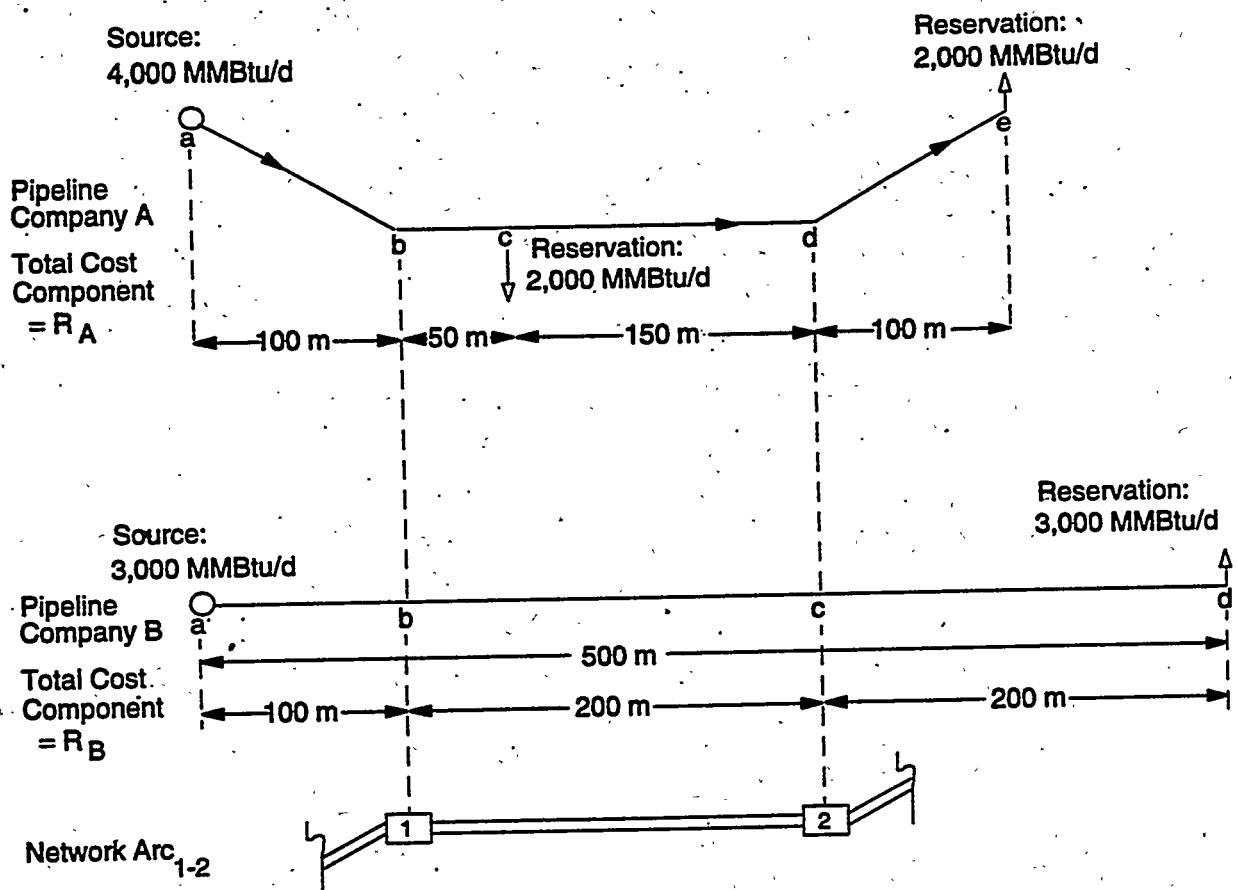 Source:
4,000 MMBtu/d
Reservation:
2,000 MMBtu/d
a
e
Pipeline
Company A
b
c
d
Reservation:
2,000 MMBtu/d
Total Cost
Component
= R A
100 m
50 m
150 m
100 m
Source:
3,000 MMBtu/d
Reservation:
3,000 MMBtu/d
Pipeline
Company B
a
b
c
d
500 m
Total Cost
Component
= R B
100 m
200 m
200 m
1
2
Network Arc 1-2